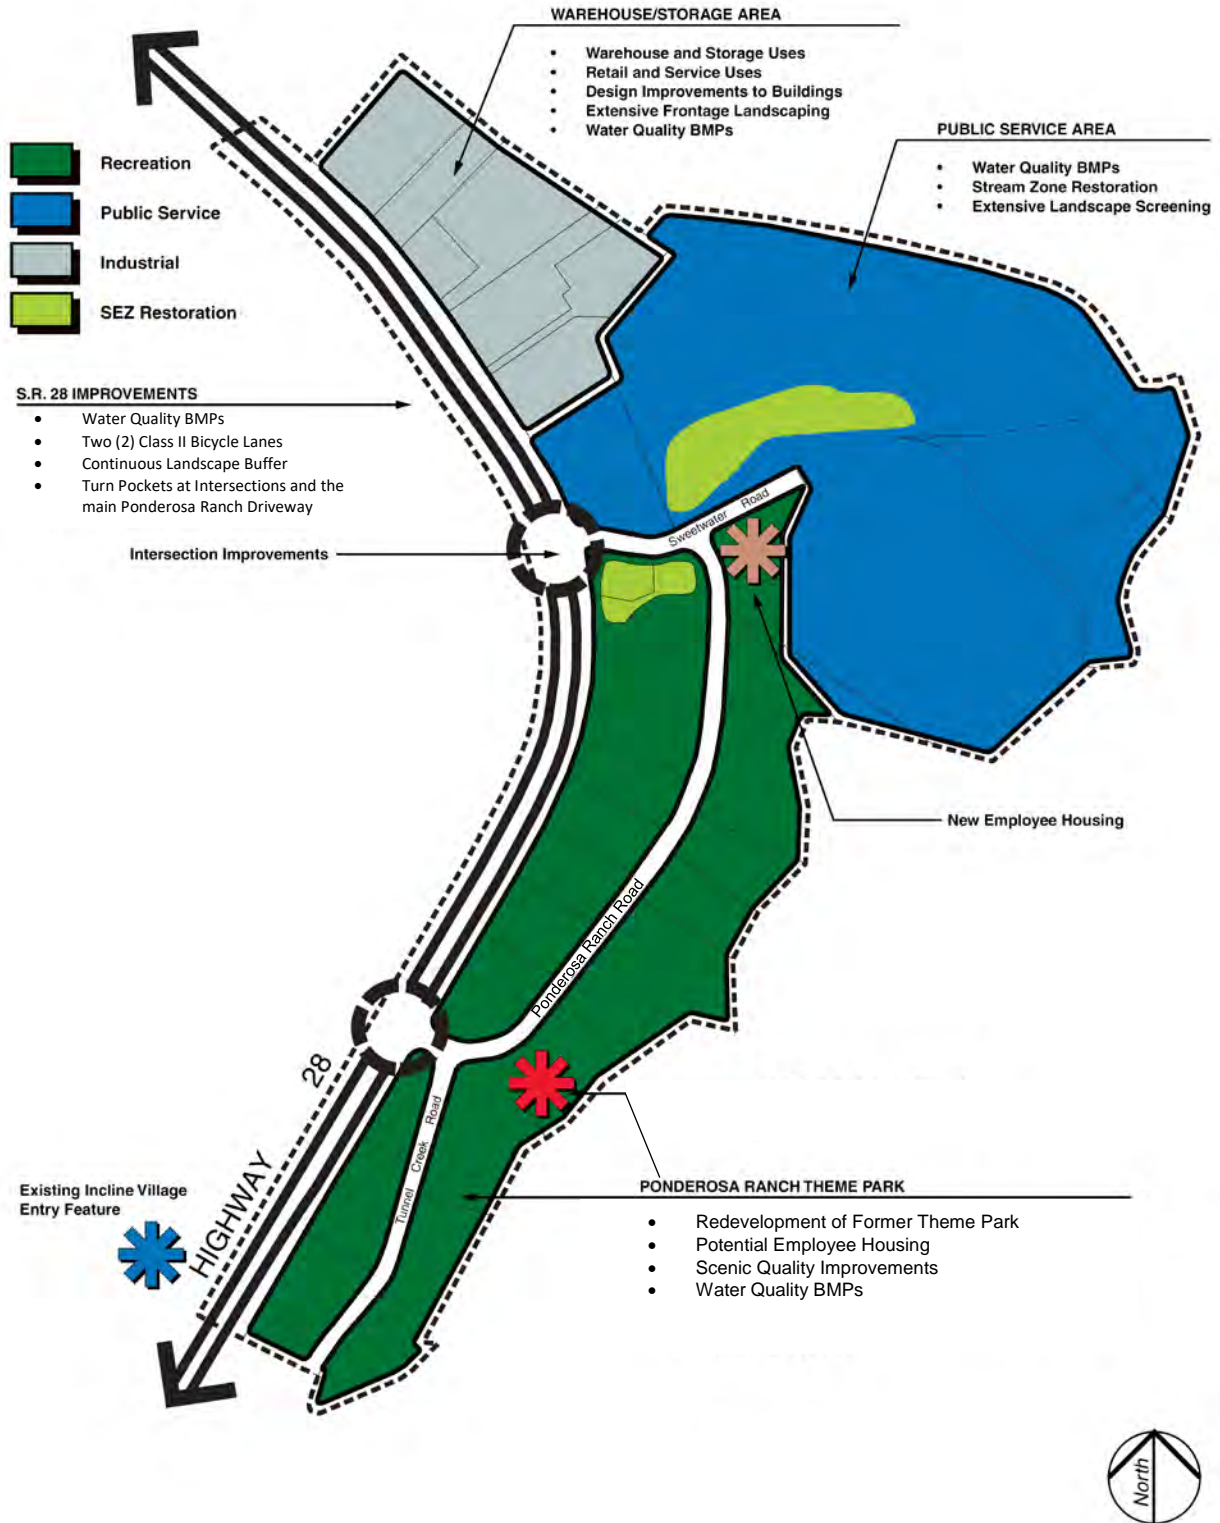 WAREHOUSE/STORAGE AREA
• Warehouse and Storage Uses
• Retail and Service Uses
• Design Improvements to Buildings
• Extensive Frontage Landscaping
• Water Quality BMPs
PUBLIC SERVICE AREA
• Water Quality BMPs
• Stream Zone Restoration
• Extensive Landscape Screening
Recreation
Public Service
Industrial
SEZ Restoration
S.R. 28 IMPROVEMENTS
• Water Quality BMPs
• Two (2) Class II Bicycle Lanes
• Continuous Landscape Buffer
• Turn Pockets at Intersections and the
main Ponderosa Ranch Driveway
Intersection Improvements
Sweetwater Road
New Employee Housing
Ponderosa Ranch Road
Tunnel Creek Road
HIGHWAY 28
Existing Incline Village
Entry Feature
PONDEROSA RANCH THEME PARK
• Redevelopment of Former Theme Park
• Potential Employee Housing
• Scenic Quality Improvements
• Water Quality BMPs
North